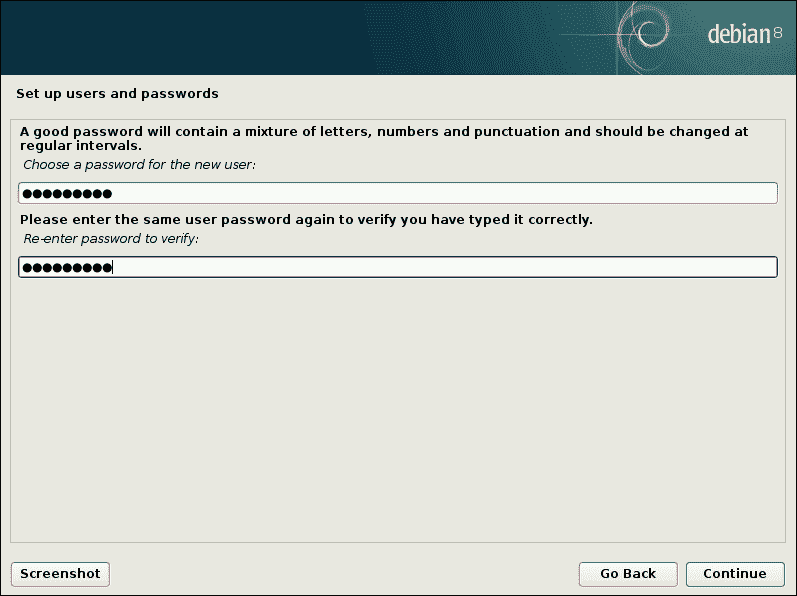 debian 8
Set up users and passwords
A good password will contain a mixture of letters, numbers and punctuation and should be changed at
regular intervals.
Choose a password for the new user:
●●●●●●●●●
Please enter the same user password again to verify you have typed it correctly.
Re-enter password to verify:
●●●●●●●●●
Screenshot
Go Back
Continue